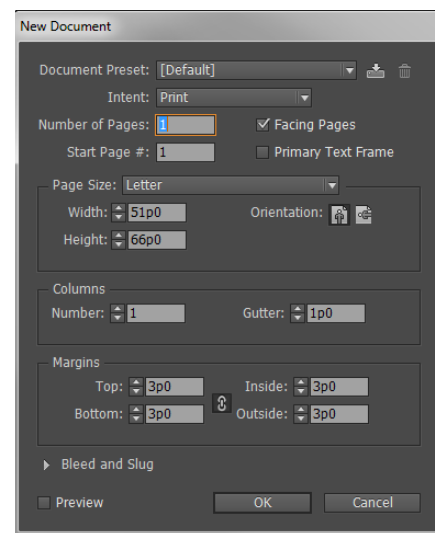 New Document
Document Preset: [Default]
Intent: Print
Number of Pages: 1 Facing Pages
Start Page #: 1 Primary Text Frame
Page Size: Letter
Width: 51p0 Orientation:
Height: 66p0
Columns
Number: 1 Gutter: 1p0
Margins
Top: 3p0 Inside: 3p0
Bottom: 3p0 Outside: 3p0
Bleed and Slug
Preview OK Cancel